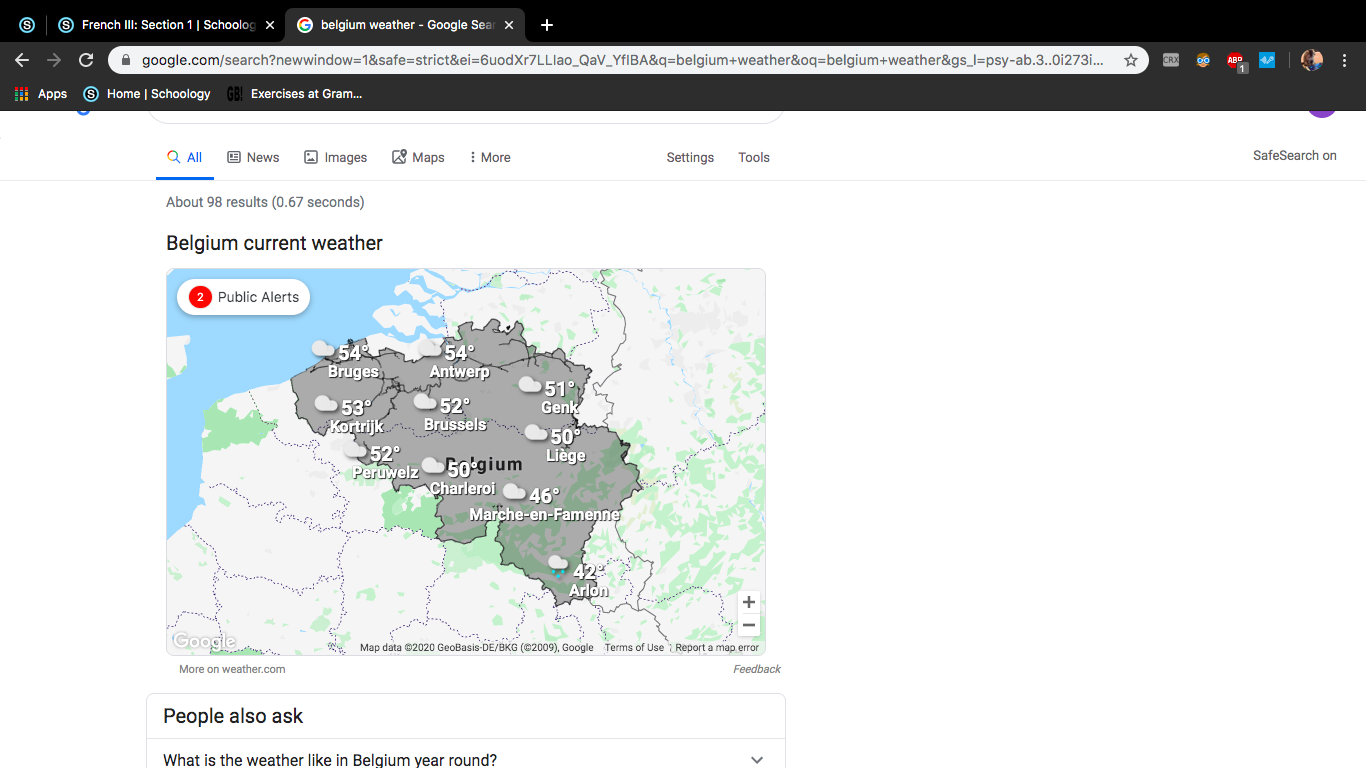 French III: Section 1 | Schoolog
belgium weather - Google Sear
google.com/search?newwindow=1&safe=strict&ei=6uodXr7LLIao_QaV_YfIBA&q=belgium+weather&oq=belgium+weather&gs_l=psy-ab.3..0i273i...
CRX
ABP
1
Apps
Home | Schoology
GB!
Exercises at Gram...
All
News
Images
Maps
More
Settings
Tools
SafeSearch on
About 98 results (0.67 seconds)
Belgium current weather
2 Public Alerts
54°
Bruges
54°
Antwerp
51°
Genk
53°
Kortrijk
52°
Brussels
50°
Liège
52°
Peruwelz
Belgium
50°
Charleroi
46°
Marche-en-Famenne
42°
Arlon
Google
Map data ©2020 GeoBasis-DE/BKG (©2009), Google
Terms of Use
Report a map error
More on weather.com
Feedback
People also ask
What is the weather like in Belgium year round?